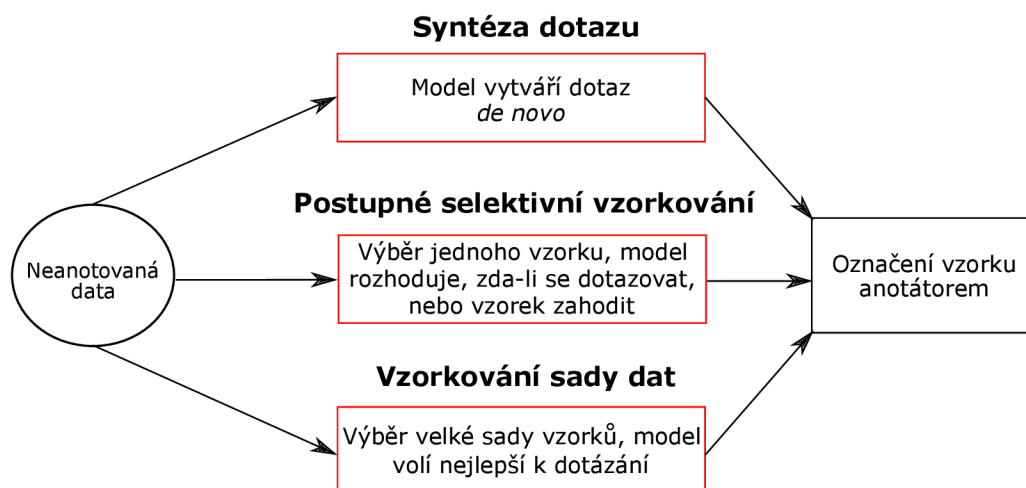 Syntéza dotazu
Model vytváří dotaz
de novo
Postupné selektivní vzorkování
Neanotovaná
data
Výběr jednoho vzorku, model
rozhoduje, zda-li se dotazovat,
nebo vzorek zahodit
Označení vzorku
anotátorem
Vzorkování sady dat
Výběr velké sady vzorků, model
volí nejlepší k dotázání